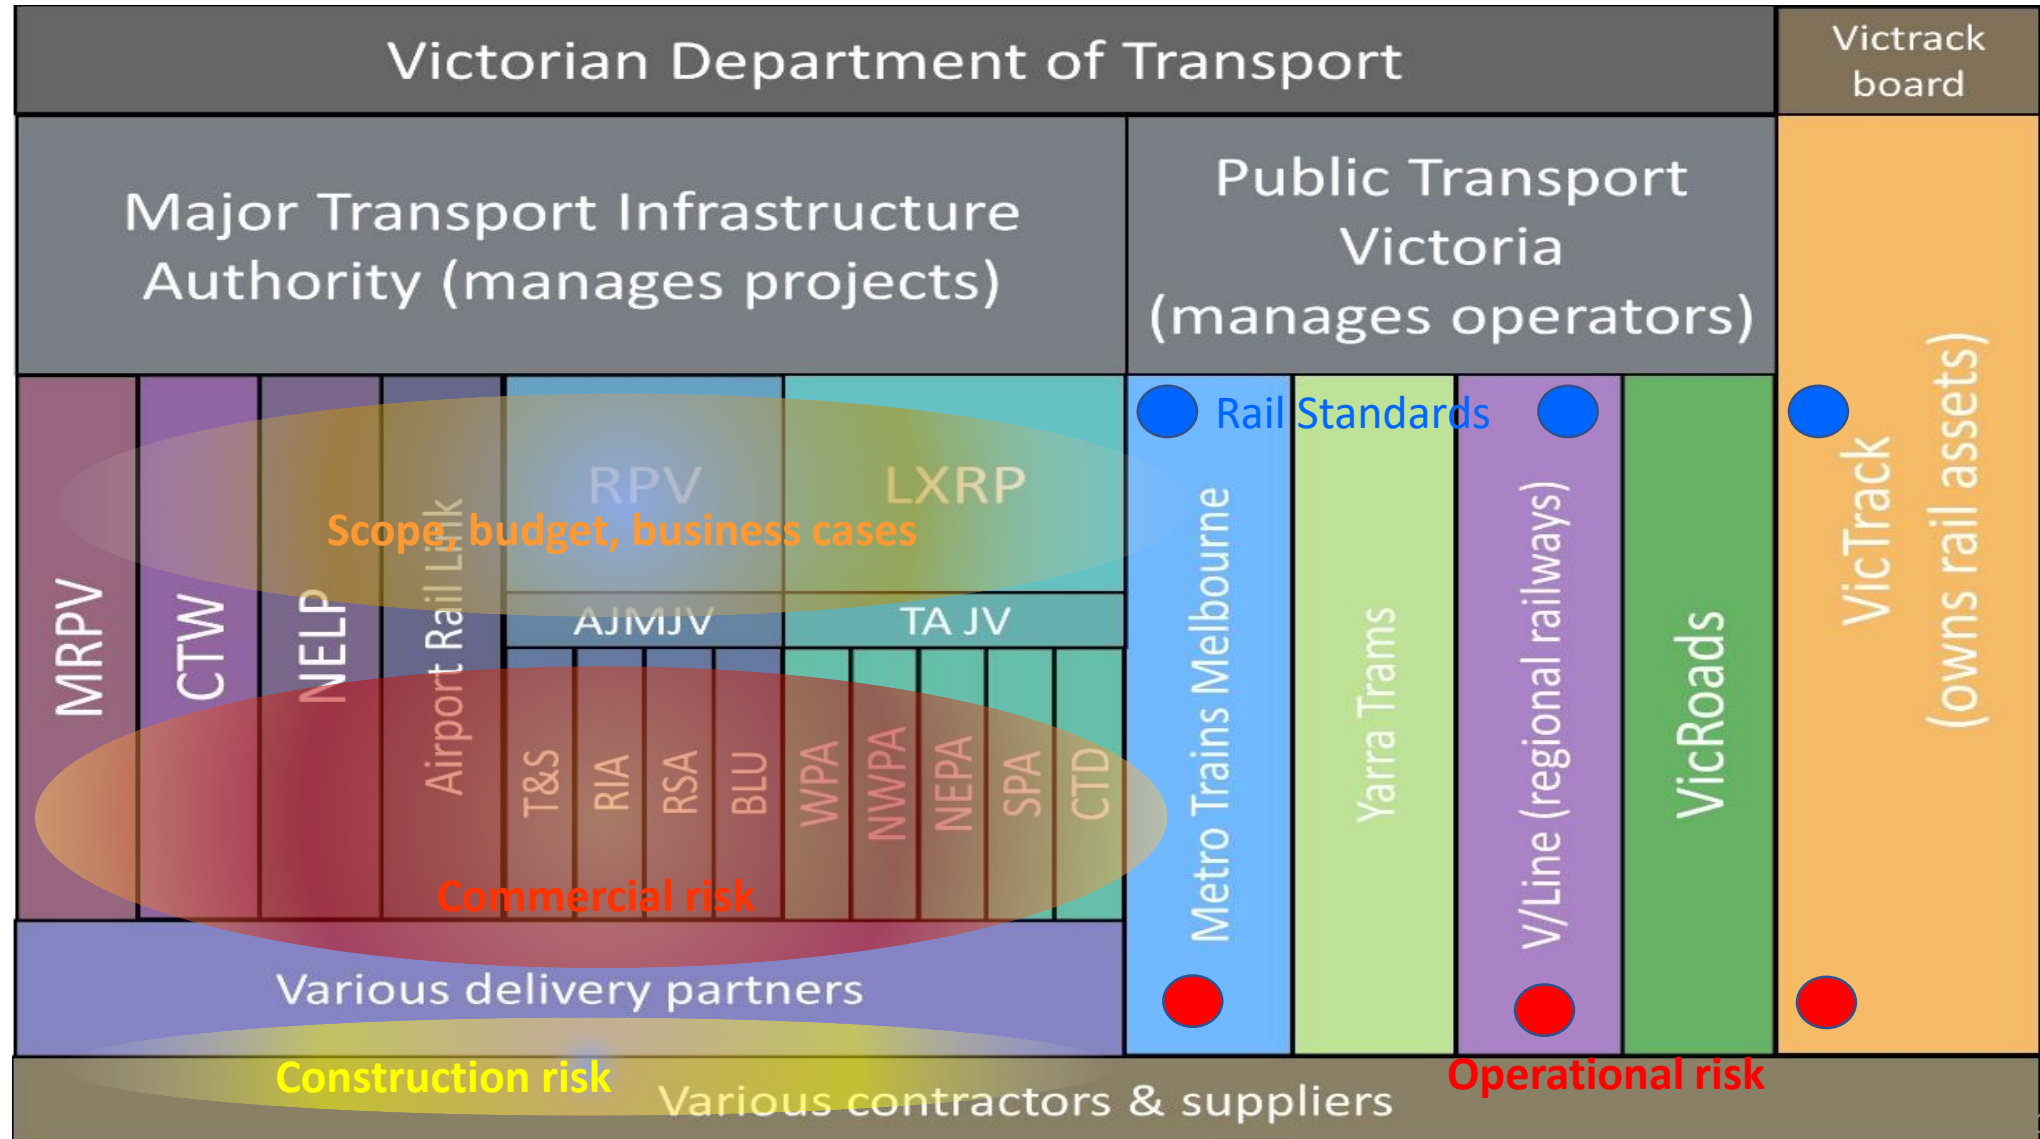 Victorian Department of Transport
Victrack
board
Major Transport Infrastructure
Authority (manages projects)
Public Transport
Victoria
(manages operators)
MRPV
CTW
NELP
Airport Rail Link
RPV
LXRP
Scope, budget, business cases
AJMJV
TA JV
T&S
RIA
RSA
BLU
WPA
NWPA
NEPA
SPA
CTD
Commercial risk
Rail Standards
Metro Trains Melbourne
Yarra Trams
V/Line (regional railways)
VicRoads
VicTrack
(owns rail assets)
Various delivery partners
Construction risk
Operational risk
Various contractors & suppliers